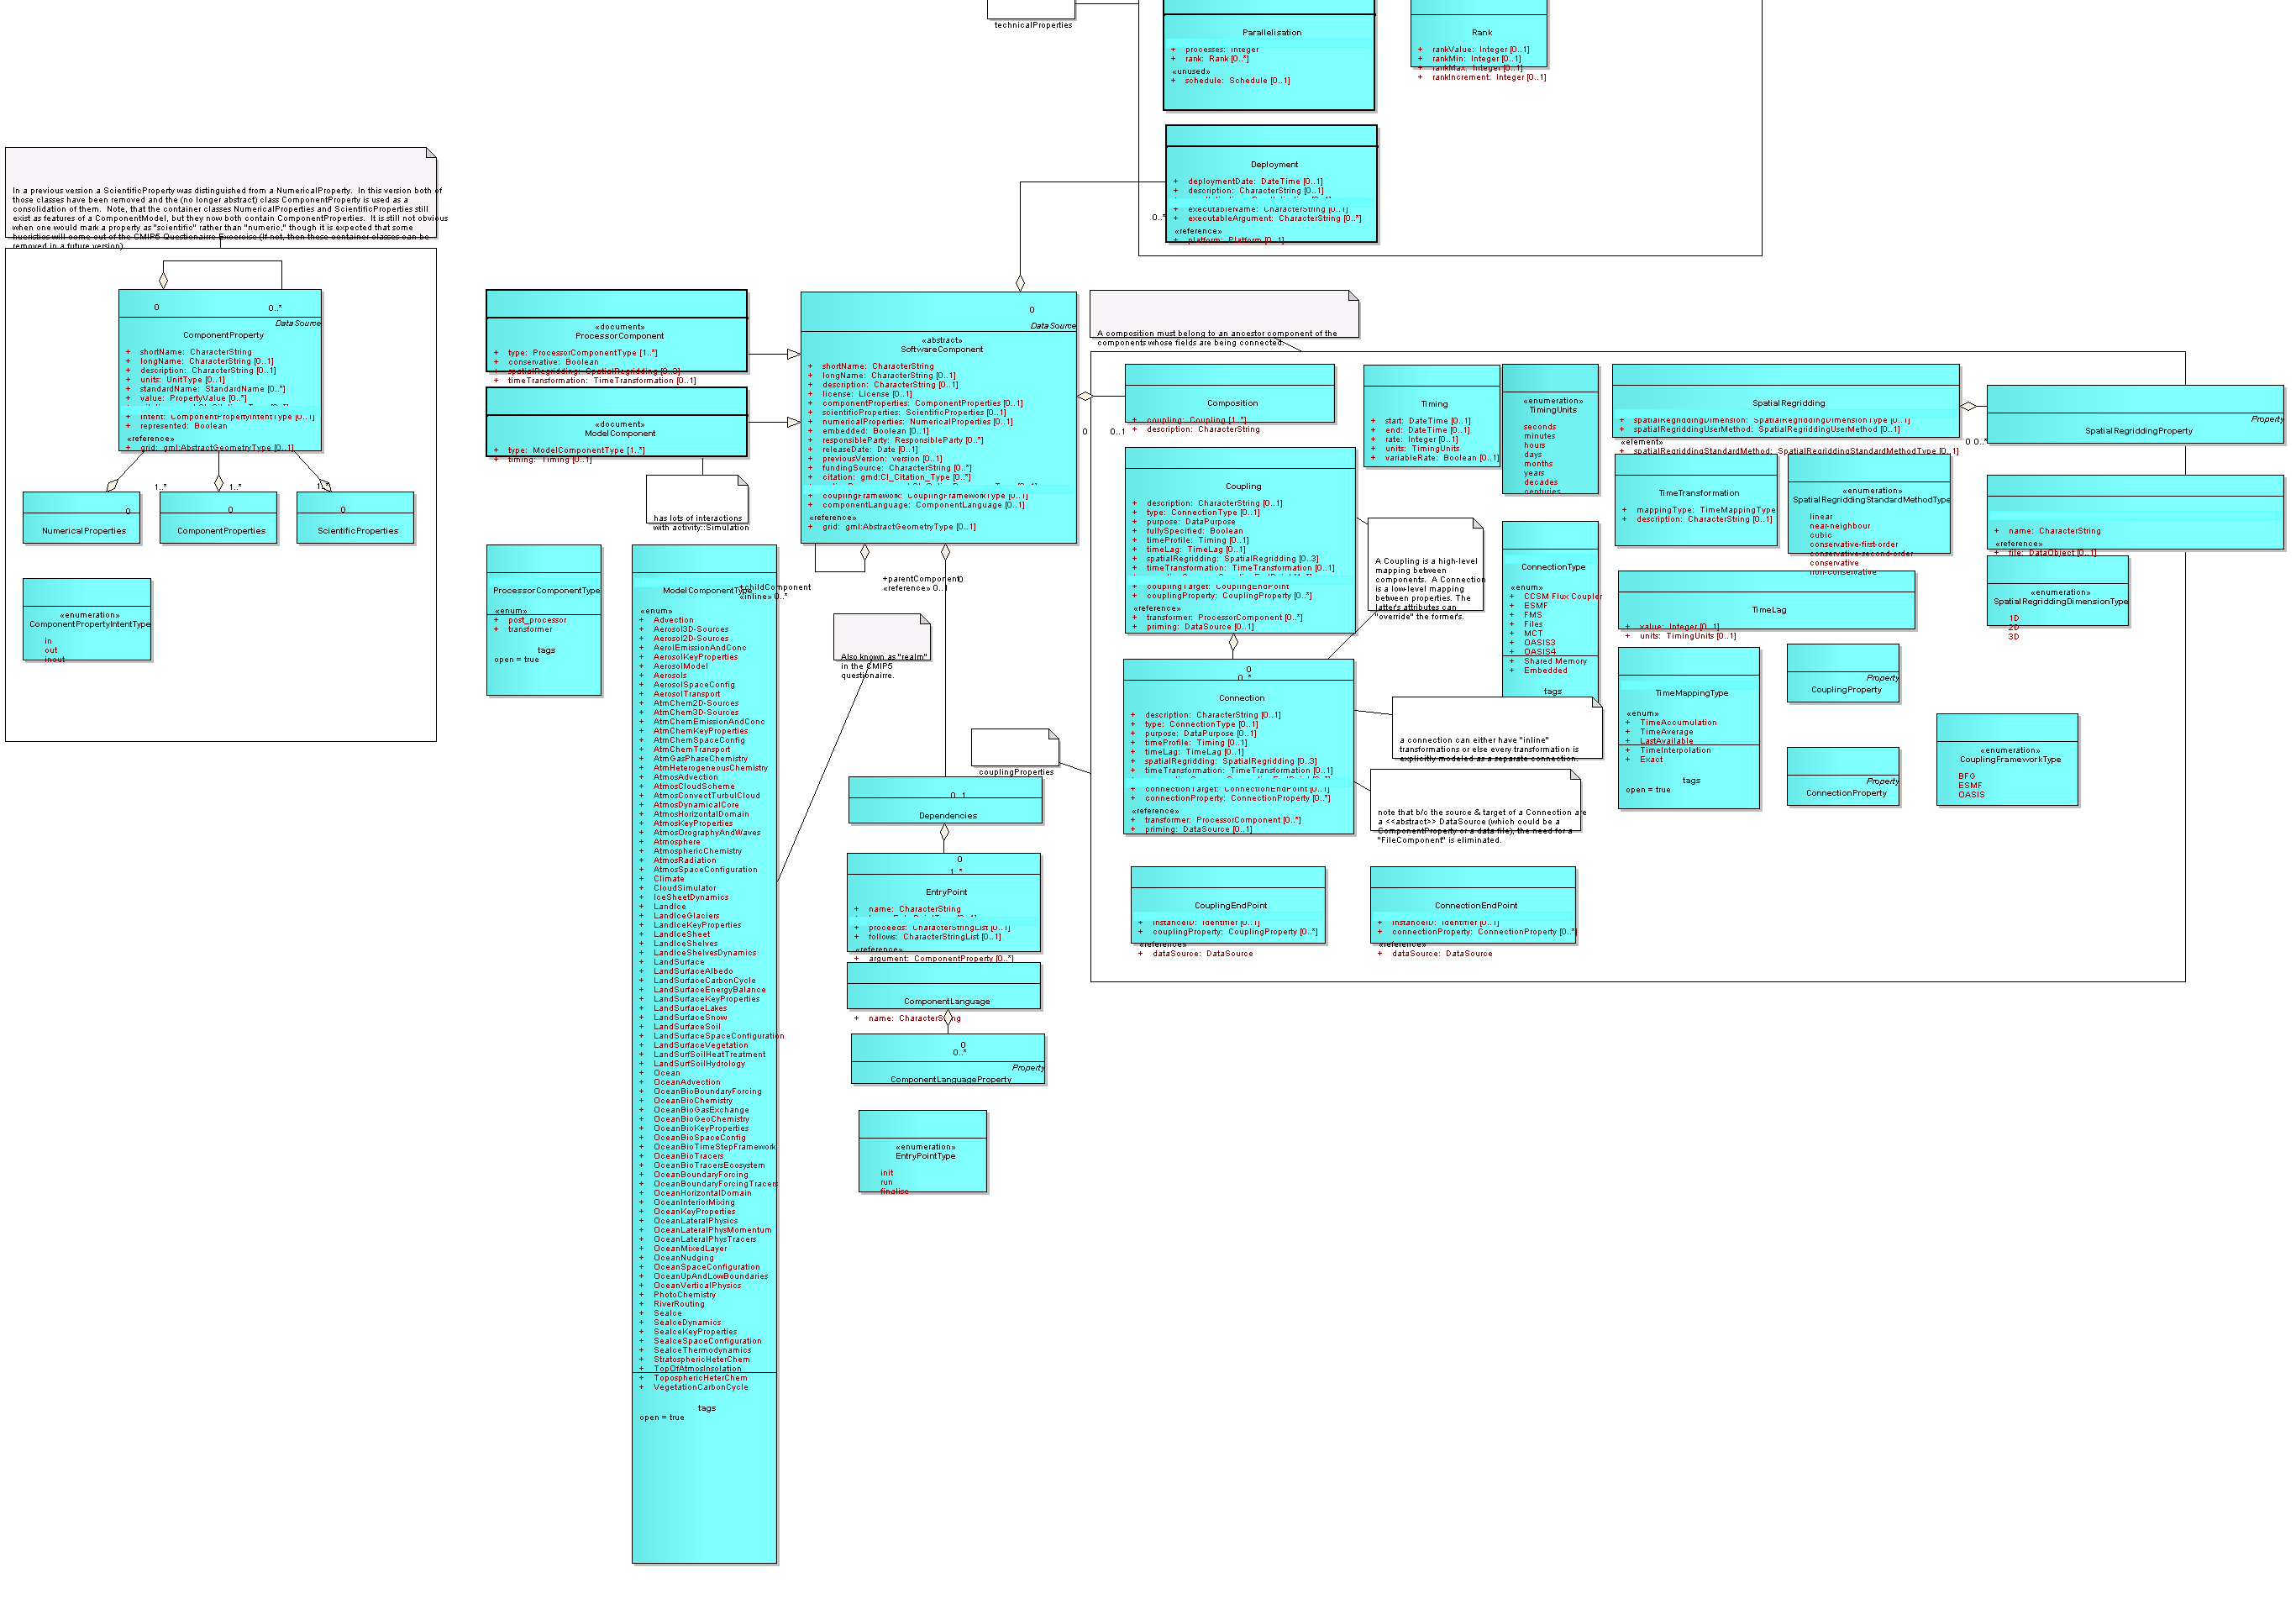 technicalProperties
Parallelisation
+ processes: Integer
+ rank: Rank [0..*]
«unused»
+ schedule: Schedule [0..1]
Rank
+ rankValue: Integer [0..1]
+ rankMin: Integer [0..1]
+ rankMax: Integer [0..1]
+ rankIncrement: Integer [0..1]
Deployment
+ deploymentDate: DateTime [0..1]
+ description: CharacterString [0..1]
+ executableName: CharacterString [0..1]
+ executableArgument: CharacterString [0..*]
«reference»
+ platform: Platform [0..1]
0..*
In a previous version a ScientificProperty was distinguished from a NumericalProperty. In this version both of
those classes have been removed and the (no longer abstract) class ComponentProperty is used as a
consolidation of them. Note, that the container classes NumericalProperties and ScientificProperties still
exist as features of a ComponentModel, but they now both contain ComponentProperties. It is still not obvious
when one would mark a property as "scientific" rather than "numeric," though it is expected that some
hueristics will come out of the CMIP5 Questionairre Excercise (if not, then these container classes can be
removed in a future version)
0
0..*
DataSource
ComponentProperty
+ shortName: CharacterString
+ longName: CharacterString [0..1]
+ description: CharacterString [0..1]
+ units: UnitType [0..1]
+ standardName: StandardName [0..*]
+ value: PropertyValue [0..*]
+ intent: ComponentPropertyIntentType [0..1]
+ represented: Boolean
«reference»
+ grid: gml:AbstractGeometryType [0..1]
1..*
1..*
1..*
0
NumericalProperties
0
ComponentProperties
0
ScientificProperties
«enumeration»
ComponentPropertyIntentType
in
out
inout
«document»
ProcessorComponent
+ type: ProcessorComponentType [1..*]
+ conservative: Boolean
+ spatialRegridding: SpatialRegridding [0..3]
+ timeTransformation: TimeTransformation [0..1]
«document»
ModelComponent
+ type: ModelComponentType [1..*]
+ timing: Timing [0..1]
has lots of interactions
with activity::Simulation
0
DataSource
«abstract»
SoftwareComponent
+ shortName: CharacterString
+ longName: CharacterString [0..1]
+ description: CharacterString [0..1]
+ license: License [0..1]
+ componentProperties: ComponentProperties [0..1]
+ scientificProperties: ScientificProperties [0..1]
+ numericalProperties: NumericalProperties [0..1]
+ embedded: Boolean [0..1]
+ responsibleParty: ResponsibleParty [0..*]
+ releaseDate: Date [0..1]
+ previousVersion: version [0..1]
+ fundingSource: CharacterString [0..*]
+ citation: gmd:CI_Citation_Type [0..*]
+ couplingFramework: CouplingFrameworkType [0..1]
+ componentLanguage: ComponentLanguage [0..1]
«reference»
+ grid: gml:AbstractGeometryType [0..1]
+childComponent
«inline» 0..*
+parentComponent
«reference» 0..1
0
ProcessorComponentType
«enum»
+ post_processor
+ transformer
tags
open = true
ModelComponentType
«enum»
+ Advection
+ Aerosol3D-Sources
+ Aerosol2D-Sources
+ AerolEmissionAndConc
+ AerosolKeyProperties
+ AerosolModel
+ Aerosols
+ AerosolSpaceConfig
+ AerosolTransport
+ AtmChem2D-Sources
+ AtmChem3D-Sources
+ AtmChemEmissionAndConc
+ AtmChemKeyProperties
+ AtmChemSpaceConfig
+ AtmChemTransport
+ AtmGasPhaseChemistry
+ AtmHeterogeneousChemistry
+ AtmosAdvection
+ AtmosCloudScheme
+ AtmosConvectTurbulCloud
+ AtmosDynamicalCore
+ AtmosHorizontalDomain
+ AtmosKeyProperties
+ AtmosOrographyAndWaves
+ Atmosphere
+ AtmosphericChemistry
+ AtmosRadiation
+ AtmosSpaceConfiguration
+ Climate
+ CloudSimulator
+ IceSheetDynamics
+ LandIce
+ LandIceGlaciers
+ LandIceKeyProperties
+ LandIceSheet
+ LandIceShelves
+ LandIceShelvesDynamics
+ LandSurface
+ LandSurfaceAlbedo
+ LandSurfaceCarbonCycle
+ LandSurfaceEnergyBalance
+ LandSurfaceKeyProperties
+ LandSurfaceLakes
+ LandSurfaceSnow
+ LandSurfaceSoil
+ LandSurfaceSpaceConfiguration
+ LandSurfaceVegetation
+ LandSurfSoilHeatTreatment
+ LandSurfSoilHydrology
+ Ocean
+ OceanAdvection
+ OceanBioBoundaryForcing
+ OceanBioChemistry
+ OceanBioGasExchange
+ OceanBioGeoChemistry
+ OceanBioKeyProperties
+ OceanBioSpaceConfig
+ OceanBioTimeStepFramework
+ OceanBioTracers
+ OceanBioTracersEcosystem
+ OceanBoundaryForcing
+ OceanBoundaryForcingTracers
+ OceanHorizontalDomain
+ OceanInteriorMixing
+ OceanKeyProperties
+ OceanLateralPhysics
+ OceanLateralPhysMomentum
+ OceanLateralPhysTracers
+ OceanMixedLayer
+ OceanNudging
+ OceanSpaceConfiguration
+ OceanUpAndLowBoundaries
+ OceanVerticalPhysics
+ PhotoChemistry
+ RiverRouting
+ SeaIce
+ SeaIceDynamics
+ SeaIceKeyProperties
+ SeaIceSpaceConfiguration
+ SeaIceThermodynamics
+ StratosphericHeterChem
+ TopOfAtmosInsolation
+ ToposphericHeterChem
+ VegetationCarbonCycle
tags
open = true
Also known as "realm"
in the CMIP5
questionairre.
0..1
Dependencies
0
1..*
EntryPoint
+ name: CharacterString
+ proceeds: CharacterStringList [0..1]
+ follows: CharacterStringList [0..1]
«reference»
+ argument: ComponentProperty [0..*]
ComponentLanguage
+ name: CharacterString
0
0..*
Property
ComponentLanguageProperty
«enumeration»
EntryPointType
init
run
finalise
couplingProperties
A composition must belong to an ancestor component of the
components whose fields are being connected.
0
0..1
Composition
+ coupling: Coupling [1..*]
+ description: CharacterString
Coupling
+ description: CharacterString [0..1]
+ type: ConnectionType [0..1]
+ purpose: DataPurpose
+ fullySpecified: Boolean
+ timeProfile: Timing [0..1]
+ timeLag: TimeLag [0..1]
+ spatialRegridding: SpatialRegridding [0..3]
+ timeTransformation: TimeTransformation [0..1]
+ couplingTarget: CouplingEndPoint
+ couplingProperty: CouplingProperty [0..*]
«reference»
+ transformer: ProcessorComponent [0..*]
+ priming: DataSource [0..1]
A Coupling is a high-level
mapping between
components. A Connection
is a low-level mapping
between properties. The
latter's attributes can
"override" the former's.
0
0..*
Connection
+ description: CharacterString [0..1]
+ type: ConnectionType [0..1]
+ purpose: DataPurpose [0..1]
+ timeProfile: Timing [0..1]
+ timeLag: TimeLag [0..1]
+ spatialRegridding: SpatialRegridding [0..3]
+ timeTransformation: TimeTransformation [0..1]
+ connectionTarget: ConnectionEndPoint [0..1]
+ connectionProperty: ConnectionProperty [0..*]
«reference»
+ transformer: ProcessorComponent [0..*]
+ priming: DataSource [0..1]
a connection can either have "inline"
transformations or else every transformation is
explicitly modeled as a separate connection.
note that b/c the source & target of a Connection are
a <<abstract>> DataSource (which could be a
ComponentProperty or a data file), the need for a
"FileComponent" is eliminated.
CouplingEndPoint
+ instanceID: Identifier [0..1]
+ couplingProperty: CouplingProperty [0..*]
«reference»
+ dataSource: DataSource
ConnectionEndPoint
+ instanceID: Identifier [0..1]
+ connectionProperty: ConnectionProperty [0..*]
«reference»
+ dataSource: DataSource
Timing
+ start: DateTime [0..1]
+ end: DateTime [0..1]
+ rate: Integer [0..1]
+ units: TimingUnits
+ variableRate: Boolean [0..1]
«enumeration»
TimingUnits
seconds
minutes
hours
days
months
years
decades
centuries
ConnectionType
«enum»
+ CCSM Flux Coupler
+ ESMF
+ FMS
+ Files
+ MCT
+ OASIS3
+ OASIS4
+ Shared Memory
+ Embedded
tags
SpatialRegridding
+ spatialRegriddingDimension: SpatialRegriddingDimensionType [0..1]
+ spatialRegriddingUserMethod: SpatialRegriddingUserMethod [0..1]
«element»
+ spatialRegriddingStandardMethod: SpatialRegriddingStandardMethodType [0..1]
0 0..*
Property
SpatialRegriddingProperty
TimeTransformation
+ mappingType: TimeMappingType
+ description: CharacterString [0..1]
«enumeration»
SpatialRegriddingStandardMethodType
linear
near-neighbour
cubic
conservative-first-order
conservative-second-order
conservative
non-conservative
+ name: CharacterString
«reference»
+ file: DataObject [0..1]
«enumeration»
SpatialRegriddingDimensionType
1D
2D
3D
TimeLag
+ value: Integer [0..1]
+ units: TimingUnits [0..1]
TimeMappingType
«enum»
+ TimeAccumulation
+ TimeAverage
+ LastAvailable
+ TimeInterpolation
+ Exact
tags
open = true
Property
CouplingProperty
Property
ConnectionProperty
«enumeration»
CouplingFrameworkType
BFG
ESMF
OASIS